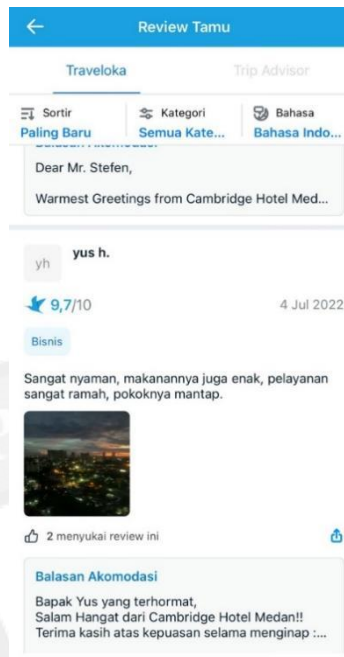 Review Tamu
Traveloka
Trip Advisor
Sortir
Paling Baru
Kategori
Semua Kate...
Bahasa
Bahasa Indo...
Dear Mr. Stefen,
Warmest Greetings from Cambridge Hotel Med...
yh
yus h.
9,7/10
4 Jul 2022
Bisnis
Sangat nyaman, makanannya juga enak, pelayanan
sangat ramah, pokoknya mantap.
2 menyukai review ini
Balasan Akomodasi
Bapak Yus yang terhormat,
Salam Hangat dari Cambridge Hotel Medan!!
Terima kasih atas kepuasan selama menginap :...